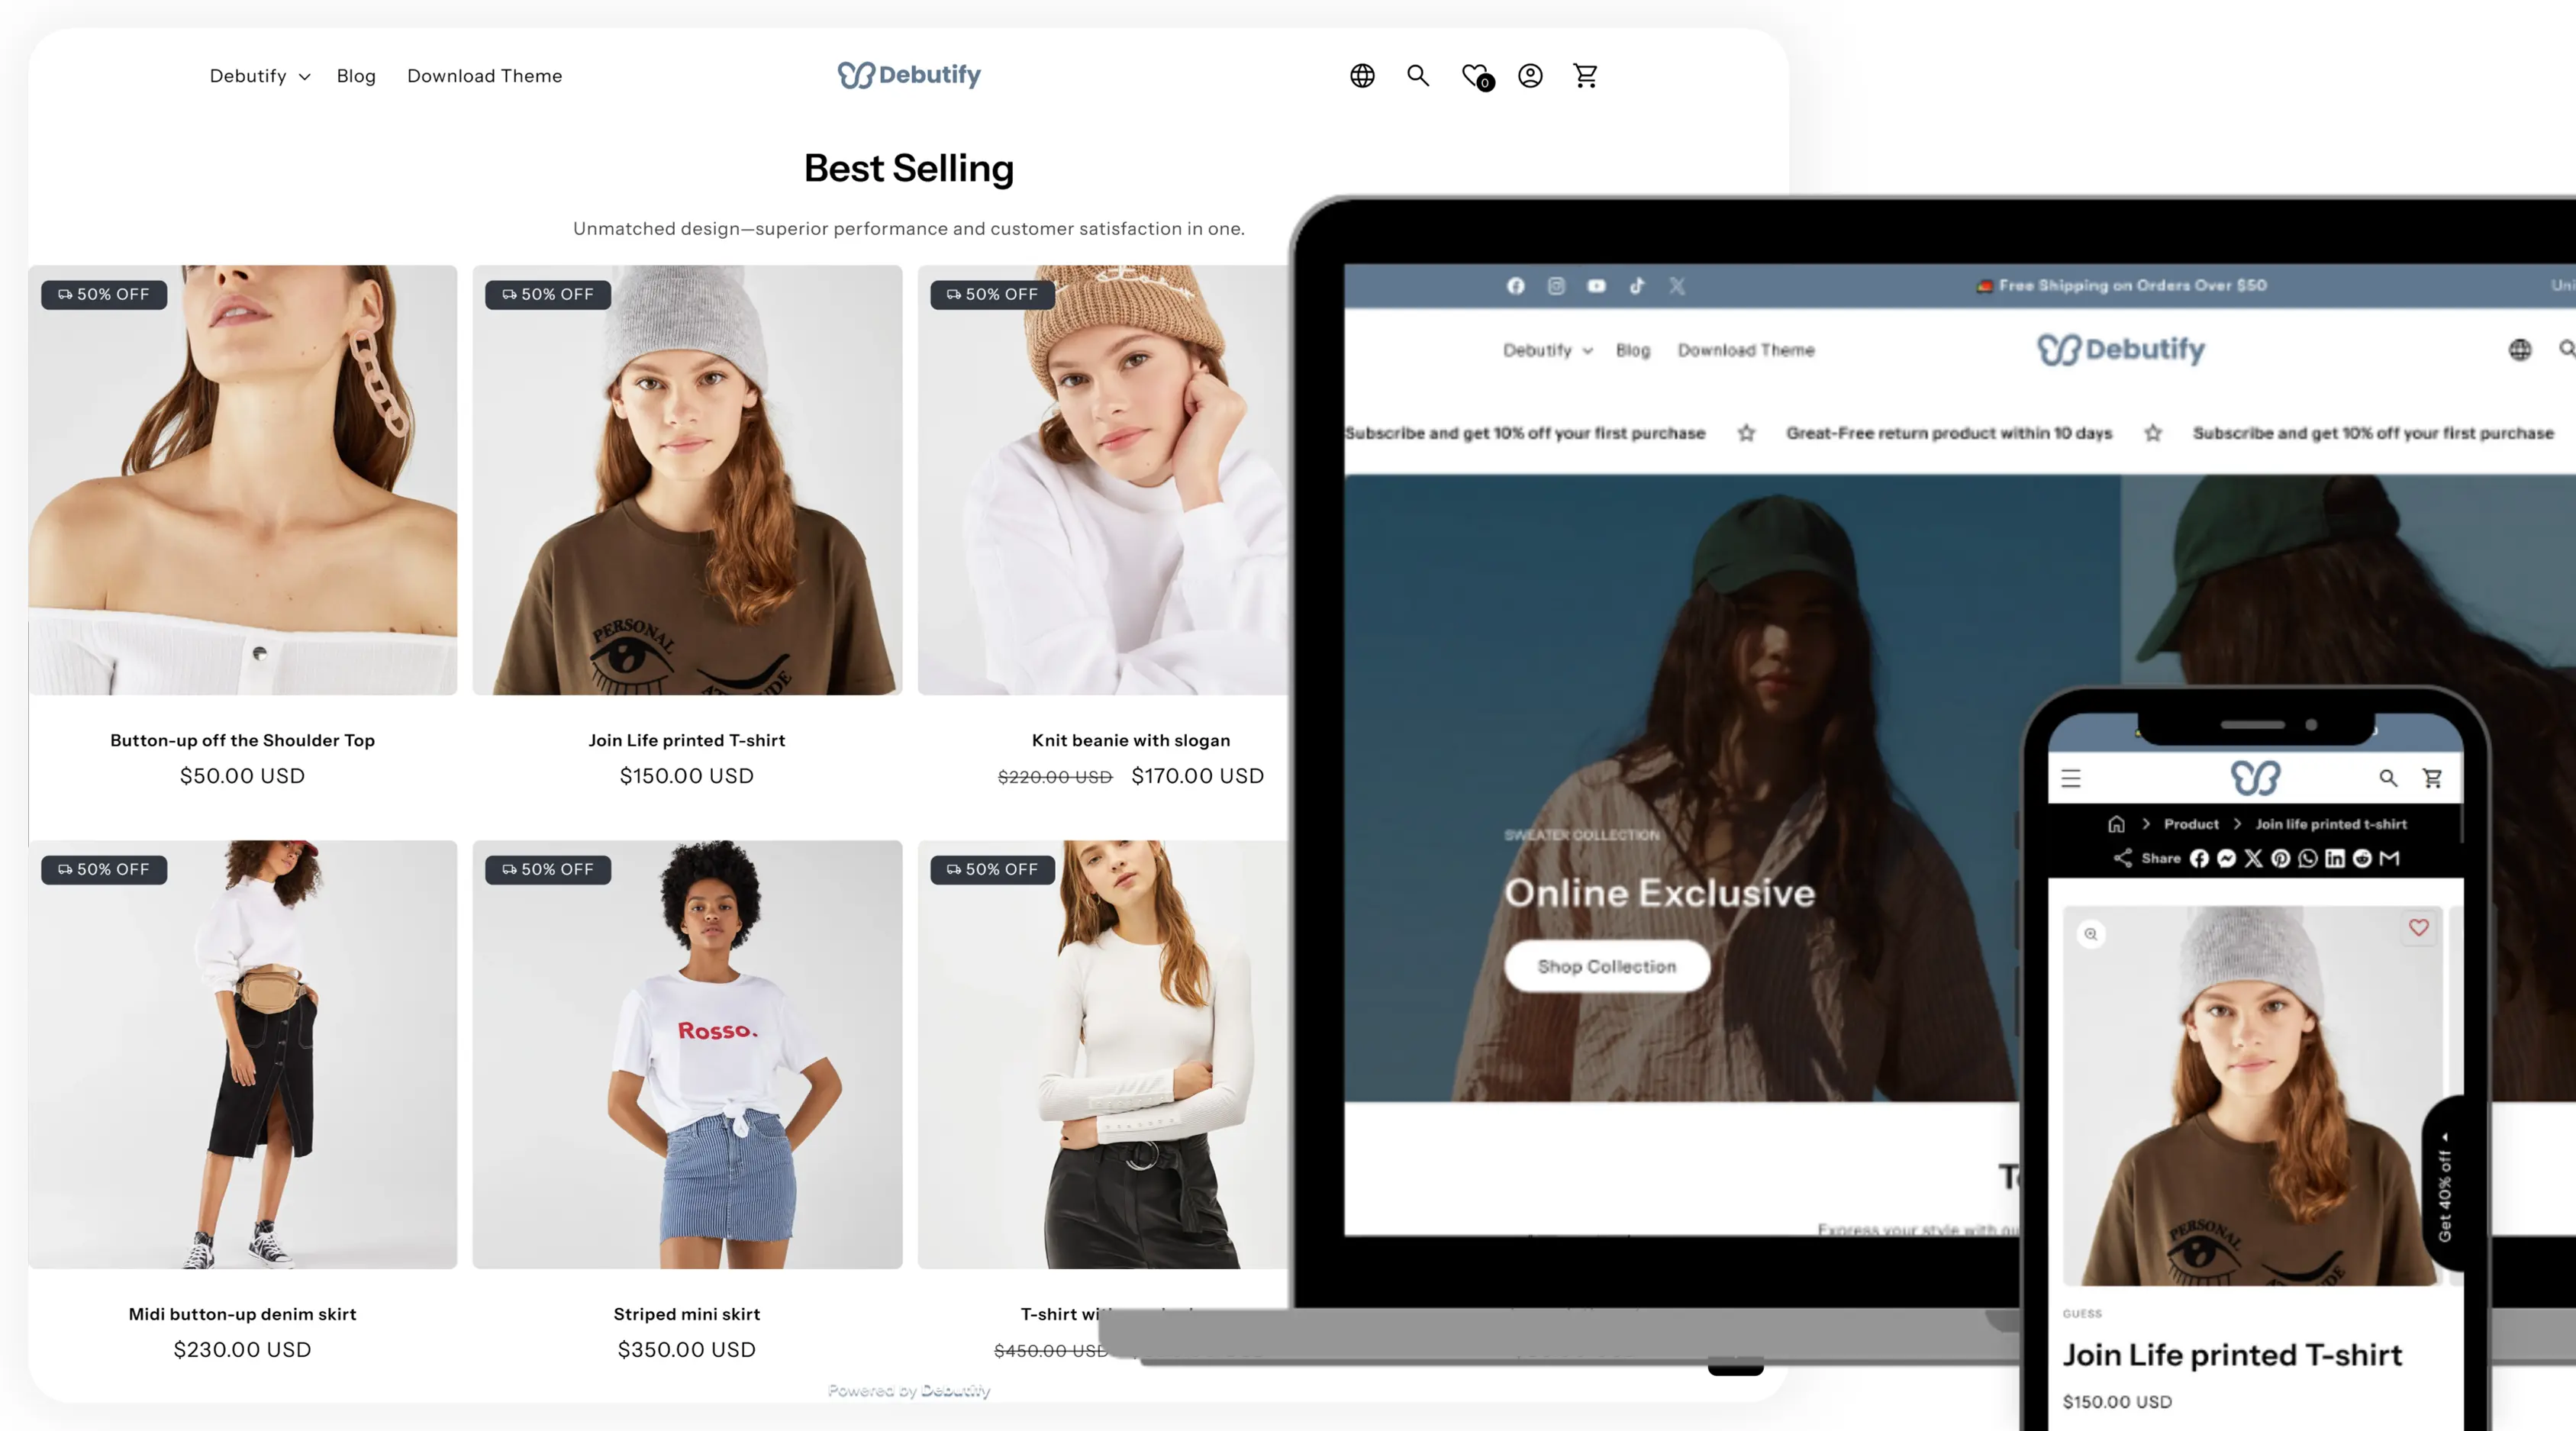 Debutify Blog Download Theme
Debutify
0
Best Selling
Unmatched design—superior performance and customer satisfaction in one.
50% OFF
50% OFF
50% OFF
PERSONAL
Button-up off the Shoulder Top
$50.00 USD
Join Life printed T-shirt
$150.00 USD
Knit beanie with slogan
$220.00 USD $170.00 USD
50% OFF
50% OFF
50% OFF
Rosso.
Midi button-up denim skirt
$230.00 USD
Striped mini skirt
$350.00 USD
T-shirt
$450.00 USD
Powered by Debutify
Free Shipping on Orders Over $50
Debutify Blog Download Theme
Debutify
Subscribe and get 10% off your first purchase
Great-Free return product within 10 days
Subscribe and get 10% off your first purchase
SWEATER COLLECTION
Online Exclusive
Shop Collection
Express your style with
Product Join life printed t-shirt
Share
PERSONAL
Get 40% off
GUESS
Join Life printed T-shirt
$150.00 USD